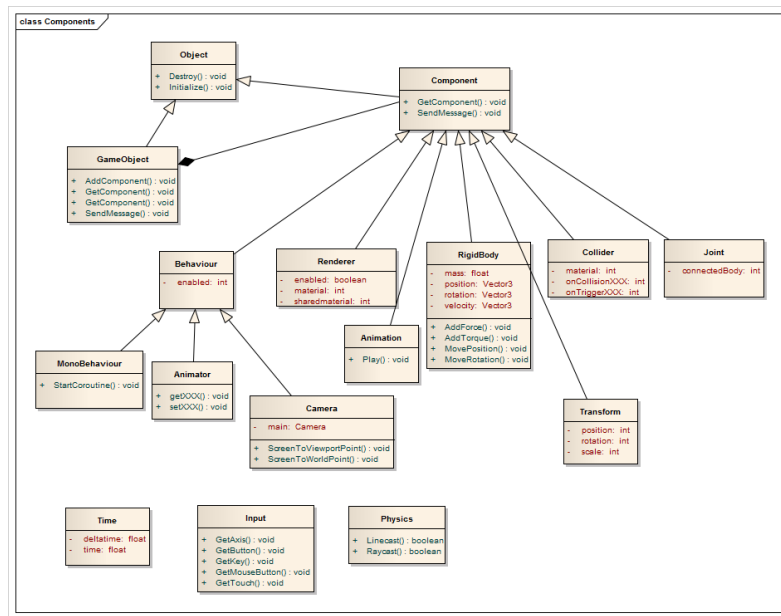 class Components
Object
+ Destroy() : void
+ Initialize() : void
Component
+ GetComponent() : void
+ SendMessage() : void
GameObject
+ AddComponent() : void
+ GetComponent() : void
+ GetComponent() : void
+ SendMessage() : void
Behaviour
- enabled: int
Renderer
- enabled: boolean
- material: int
- sharedmaterial: int
RigidBody
- mass: float
- position: Vector3
- rotation: Vector3
- velocity: Vector3
+ AddForce() : void
+ AddTorque() : void
+ MovePosition() : void
+ MoveRotation() : void
Collider
- material: int
- onCollisionXXX: int
- onTriggerXXX: int
Joint
- connectedBody: int
Animation
+ Play() : void
MonoBehaviour
+ StartCoroutine() : void
Animator
+ getXXX() : void
+ setXXX() : void
Camera
- main: Camera
+ ScreenToViewportPoint() : void
+ ScreenToWorldPoint() : void
Transform
- position: int
- rotation: int
- scale: int
Time
- deltatime: float
- time: float
Input
+ GetAxis() : void
+ GetButton() : void
+ GetKey() : void
+ GetMouseButton() : void
+ GetTouch() : void
Physics
+ Linecast() : boolean
+ Raycast() : boolean